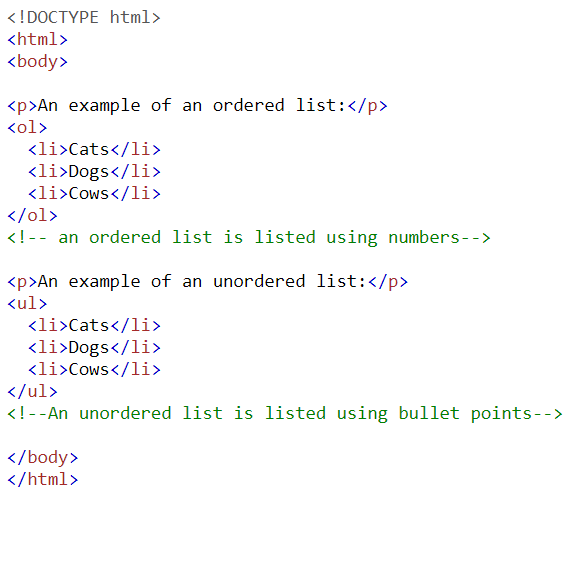 <!DOCTYPE html>
<html>
<body>
<p>An example of an ordered list:</p>
<ol>
<li>Cats</li>
<li>Dogs</li>
<li>Cows</li>
</ol>
<!-- an ordered list is listed using numbers-->
<p>An example of an unordered list:</p>
<ul>
<li>Cats</li>
<li>Dogs</li>
<li>Cows</li>
</ul>
<!--An unordered list is listed using bullet points-->
</body>
</html>